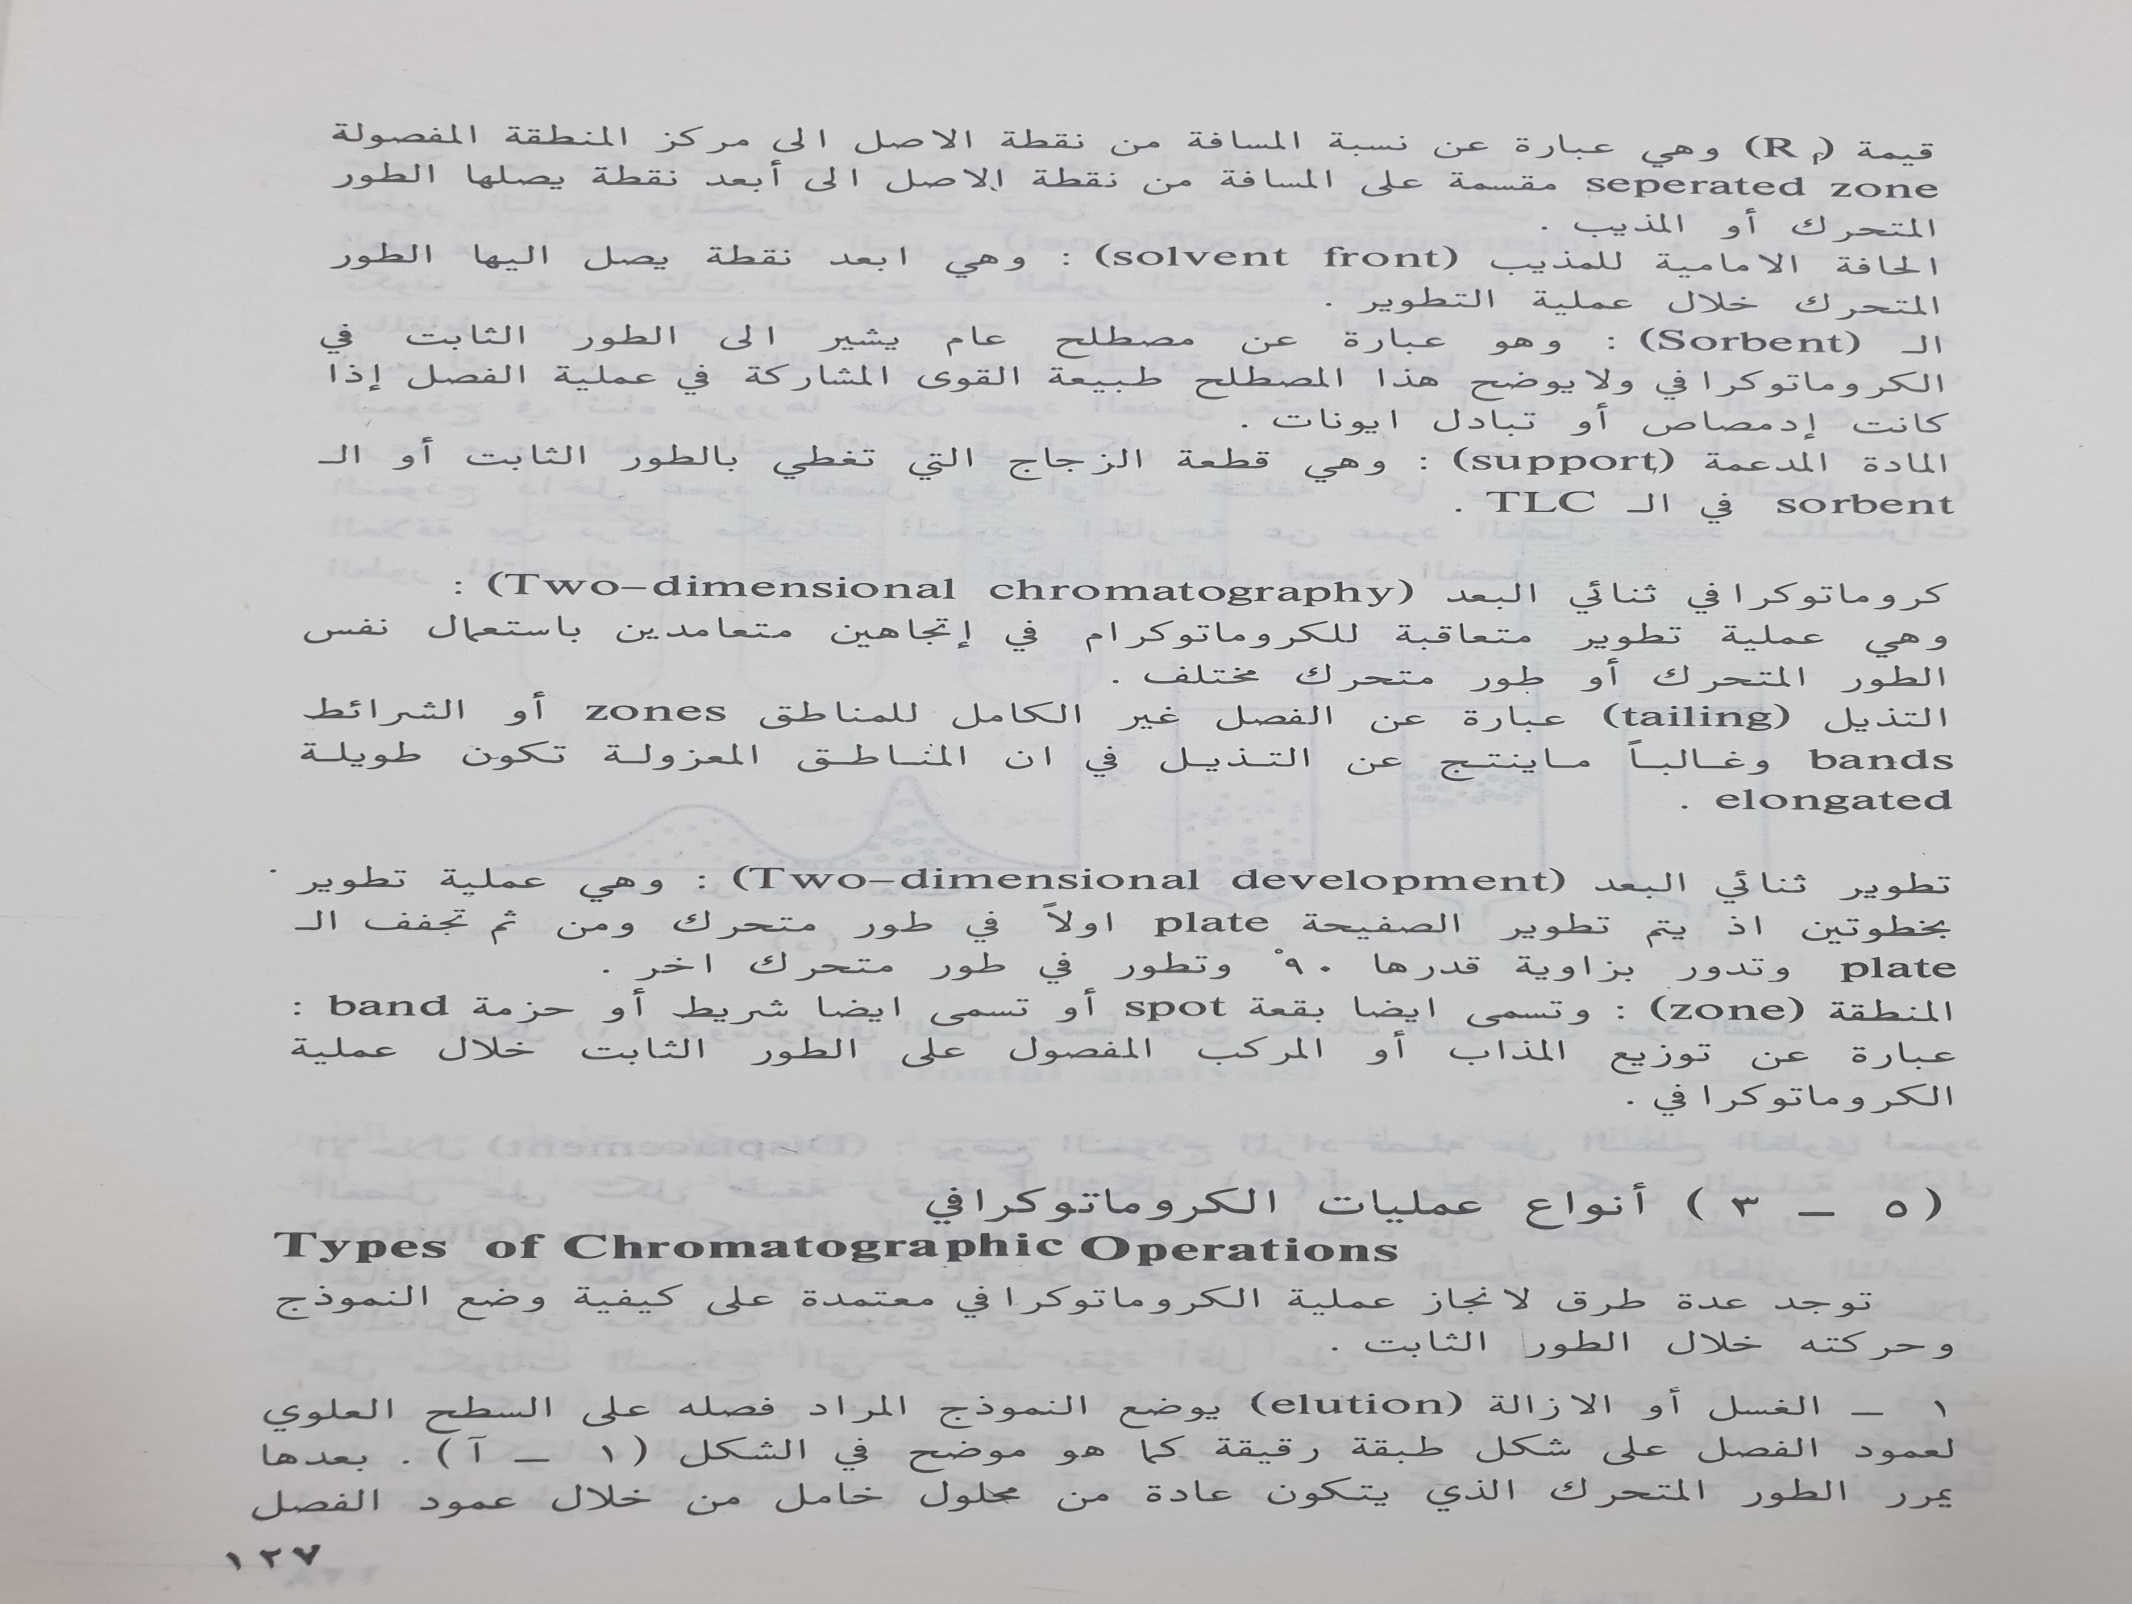 قيمة (Rf) وهي عبارة عن نسبة المسافة من نقطة الاصل الى مركز المنطقة المفصولة
seperated zone مقسمة على المسافة من نقطة الاصل الى أبعد نقطة يصلها الطور
المتحرك أو المذيب .
الحافة الامامية للمذيب (solvent front) : وهي ابعد نقطة يصل اليها الطور
المتحرك خلال عملية التطوير .
الـ (Sorbent) : وهو عبارة عن مصطلح عام يشير الى الطور الثابت في
الكروماتوكرافي ولايوضح هذا المصطلح طبيعة القوى المشاركة في عملية الفصل إذا
كانت إدمصاص أو تبادل ايونات .
المادة المدعمة (support) : وهي قطعة الزجاج التي تغطي بالطور الثابت أو الـ
sorbent في الـ TLC .
كروماتوكرافي ثنائي البعد (Two-dimensional chromatography) :
وهي عملية تطوير متعاقبة للكروماتوكرام في إتجاهين متعامدين باستعمال نفس
الطور المتحرك أو طور متحرك مختلف .
التذيل (tailing) عبارة عن الفصل غير الكامل للمناطق zones أو الشرائط
bands وغالباً ماينتج عن التذيل في ان المناطق المعزولة تكون طويلة
elongated .
تطوير ثنائي البعد (Two-dimensional development) : وهي عملية تطوير
بخطوتين اذ يتم تطوير الصفيحة plate اولاً في طور متحرك ومن ثم تجفف الـ
plate وتدور بزاوية قدرها ٩٠° وتطور في طور متحرك اخر .
المنطقة (zone) : وتسمى ايضا بقعة spot أو تسمى ايضا شريط أو حزمة band :
عبارة عن توزيع المذاب أو المركب المفصول على الطور الثابت خلال عملية
الكروماتوكرافي .
(٥ - ٣) أنواع عمليات الكروماتوكرافي
Types of Chromatographic Operations
توجد عدة طرق لانجاز عملية الكروماتوكرافي معتمدة على كيفية وضع النموذج
وحركته خلال الطور الثابت .
١ - الغسل أو الازالة (elution) يوضع النموذج المراد فصله على السطح العلوي
لعمود الفصل على شكل طبقة رقيقة كما هو موضح في الشكل (١ - آ) . بعدها
يمرر الطور المتحرك الذي يتكون عادة من محلول خامل من خلال عمود الفصل
١٢٧